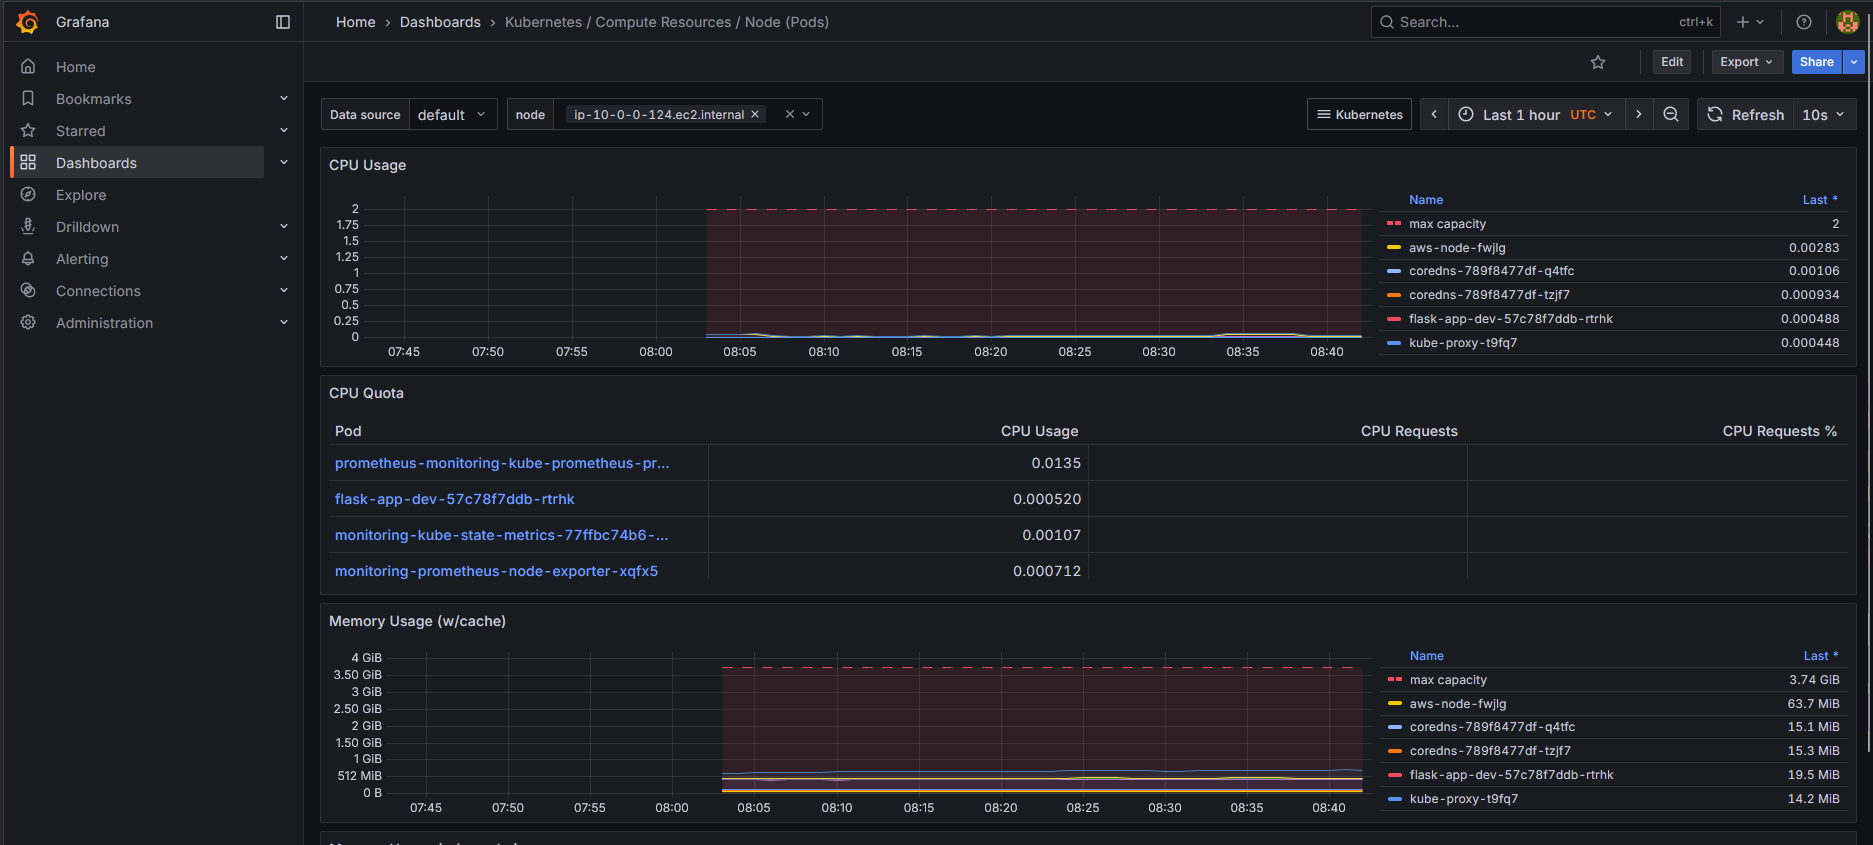 Grafana
Home › Dashboards › Kubernetes / Compute Resources / Node (Pods)
Search...
ctrl+k
Edit
Export
Share
Home
Bookmarks
Starred
Dashboards
Explore
Drilldown
Alerting
Connections
Administration
Data source default
node ip-10-0-0-124.ec2.internal
Kubernetes
Last 1 hour UTC
Refresh 10s
CPU Usage
2
1.75
1.5
1.25
1
0.75
0.5
0.25
0
07:45 07:50 07:55 08:00 08:05 08:10 08:15 08:20 08:25 08:30 08:35 08:40
Name Last *
max capacity 2
aws-node-fwjlg 0.00283
coredns-789f8477df-q4tfc 0.00106
coredns-789f8477df-tzjf7 0.000934
flask-app-dev-57c78f7ddb-rtrhk 0.000488
kube-proxy-t9fq7 0.000448
CPU Quota
Pod CPU Usage CPU Requests CPU Requests %
prometheus-monitoring-kube-prometheus-pr... 0.0135
flask-app-dev-57c78f7ddb-rtrhk 0.000520
monitoring-kube-state-metrics-77ffbc74b6-... 0.00107
monitoring-prometheus-node-exporter-xqfx5 0.000712
Memory Usage (w/cache)
4 GiB
3.50 GiB
3 GiB
2.50 GiB
2 GiB
1.50 GiB
1 GiB
512 MiB
0 B
07:45 07:50 07:55 08:00 08:05 08:10 08:15 08:20 08:25 08:30 08:35 08:40
Name Last *
max capacity 3.74 GiB
aws-node-fwjlg 63.7 MiB
coredns-789f8477df-q4tfc 15.1 MiB
coredns-789f8477df-tzjf7 15.3 MiB
flask-app-dev-57c78f7ddb-rtrhk 19.5 MiB
kube-proxy-t9fq7 14.2 MiB